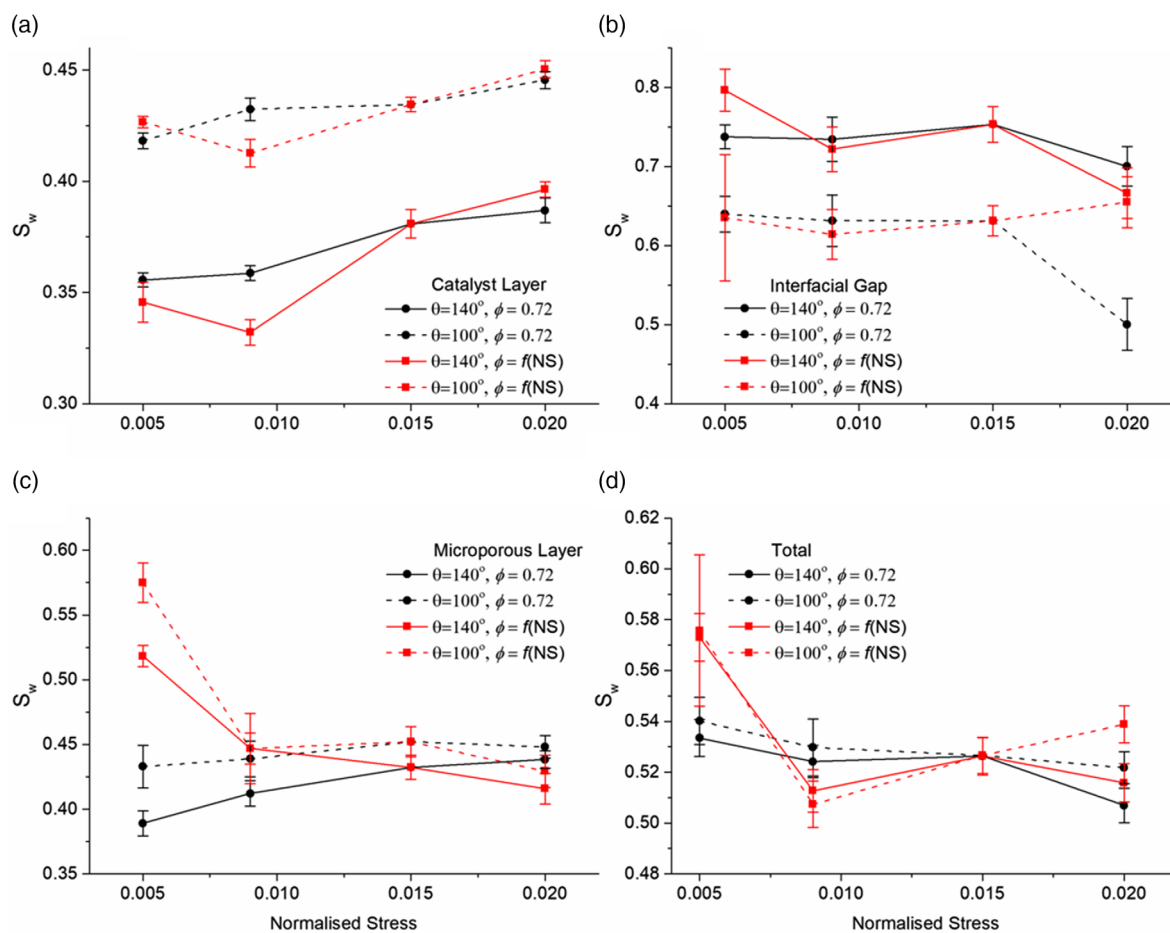 (a)
0.45
0.40
0.35
0.30
S_w
0.005
0.010
0.015
0.020
Catalyst Layer
θ=140°, ϕ = 0.72
θ=100°, ϕ = 0.72
θ=140°, ϕ = f(NS)
θ=100°, ϕ = f(NS)
(b)
0.8
0.7
0.6
0.5
0.4
S_w
0.005
0.010
0.015
0.020
Interfacial Gap
θ=140°, ϕ = 0.72
θ=100°, ϕ = 0.72
θ=140°, ϕ = f(NS)
θ=100°, ϕ = f(NS)
(c)
0.60
0.55
0.50
0.45
0.40
0.35
S_w
0.005
0.010
0.015
0.020
Normalised Stress
Microporous Layer
θ=140°, ϕ = 0.72
θ=100°, ϕ = 0.72
θ=140°, ϕ = f(NS)
θ=100°, ϕ = f(NS)
(d)
0.62
0.60
0.58
0.56
0.54
0.52
0.50
0.48
S_w
0.005
0.010
0.015
0.020
Normalised Stress
Total
θ=140°, ϕ = 0.72
θ=100°, ϕ = 0.72
θ=140°, ϕ = f(NS)
θ=100°, ϕ = f(NS)